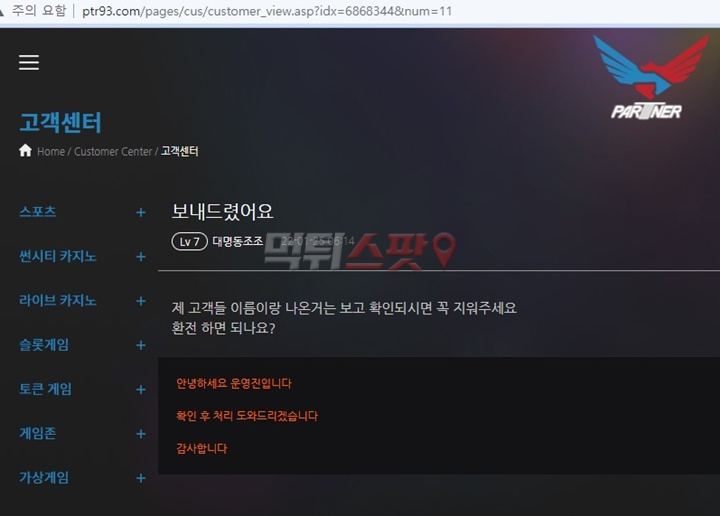 주의 요함 | ptr93.com/pages/cus/customer_view.asp?idx=6868344&num=11
PARTNER
고객센터
Home / Customer Center / 고객센터
스포츠 +
썬시티 카지노 +
라이브 카지노 +
슬롯게임 +
토큰 게임 +
게임존 +
가상게임 +
보내드렸어요
Lv 7 대명동조조 22-01-25 06:14
먹튀스팟
제 고객들 이름이랑 나온거는 보고 확인되시면 꼭 지워주세요
환전 하면 되나요?
안녕하세요 운영진입니다
확인 후 처리 도와드리겠습니다
감사합니다